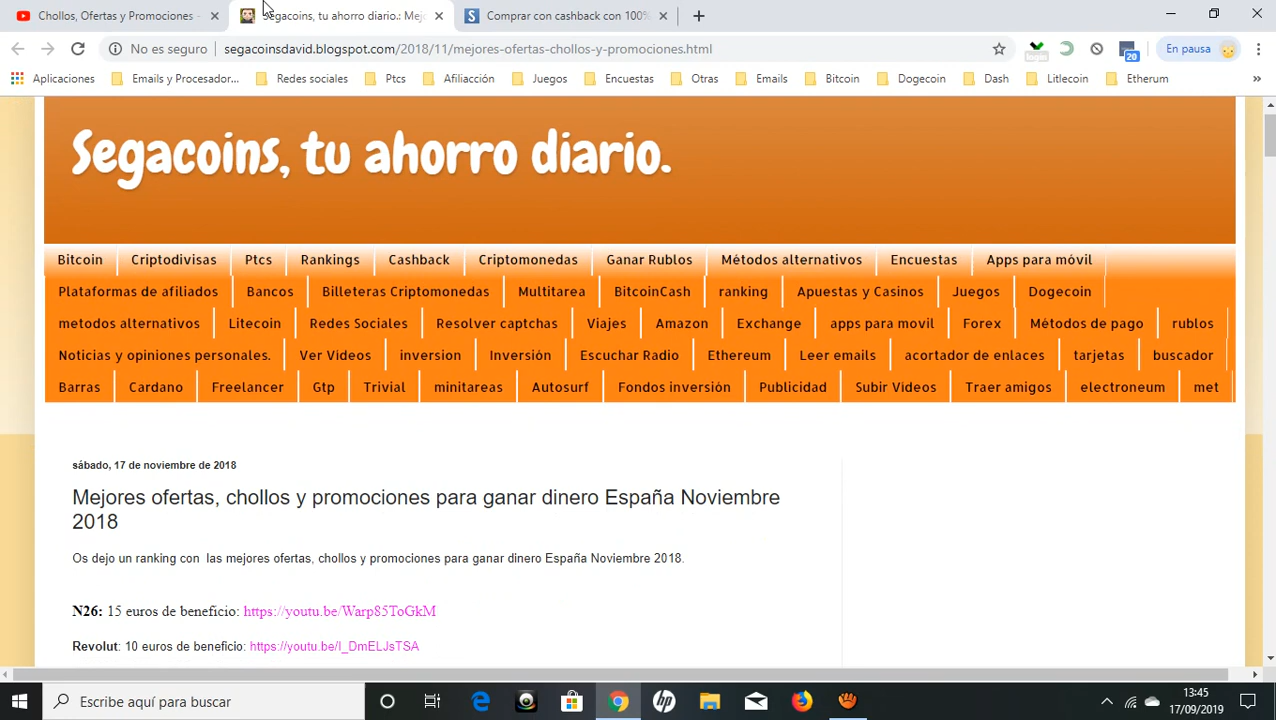 Chollos, Ofertas y Promociones -
Segacoins, tu ahorro diario.: Mej
Comprar con cashback con 100%
No es seguro
segacoinsdavid.blogspot.com/2018/11/mejores-ofertas-chollos-y-promociones.html
20
En pausa
Aplicaciones Emails y Procesador... Redes sociales Ptcs Afiliacción Juegos Encuestas Otras Emails Bitcoin Dogecoin Dash Litlecoin Etherum »
Segacoins, tu ahorro diario.
Bitcoin Criptodivisas Ptcs Rankings Cashback Criptomonedas Ganar Rublos Métodos alternativos Encuestas Apps para móvil
Plataformas de afiliados Bancos Billeteras Criptomonedas Multitarea BitcoinCash ranking Apuestas y Casinos Juegos Dogecoin
metodos alternativos Litecoin Redes Sociales Resolver captchas Viajes Amazon Exchange apps para movil Forex Métodos de pago rublos
Noticias y opiniones personales. Ver Videos inversion Inversión Escuchar Radio Ethereum Leer emails acortador de enlaces tarjetas buscador
Barras Cardano Freelancer Gtp Trivial minitareas Autosurf Fondos inversión Publicidad Subir Videos Traer amigos electroneum met
sábado, 17 de noviembre de 2018
Mejores ofertas, chollos y promociones para ganar dinero España Noviembre
2018
Os dejo un ranking con las mejores ofertas, chollos y promociones para ganar dinero España Noviembre 2018.
N26: 15 euros de beneficio: https://youtu.be/Warp85ToGkM
Revolut: 10 euros de beneficio: https://youtu.be/I_DmELJsTSA
Escribe aquí para buscar
13:45
17/09/2019